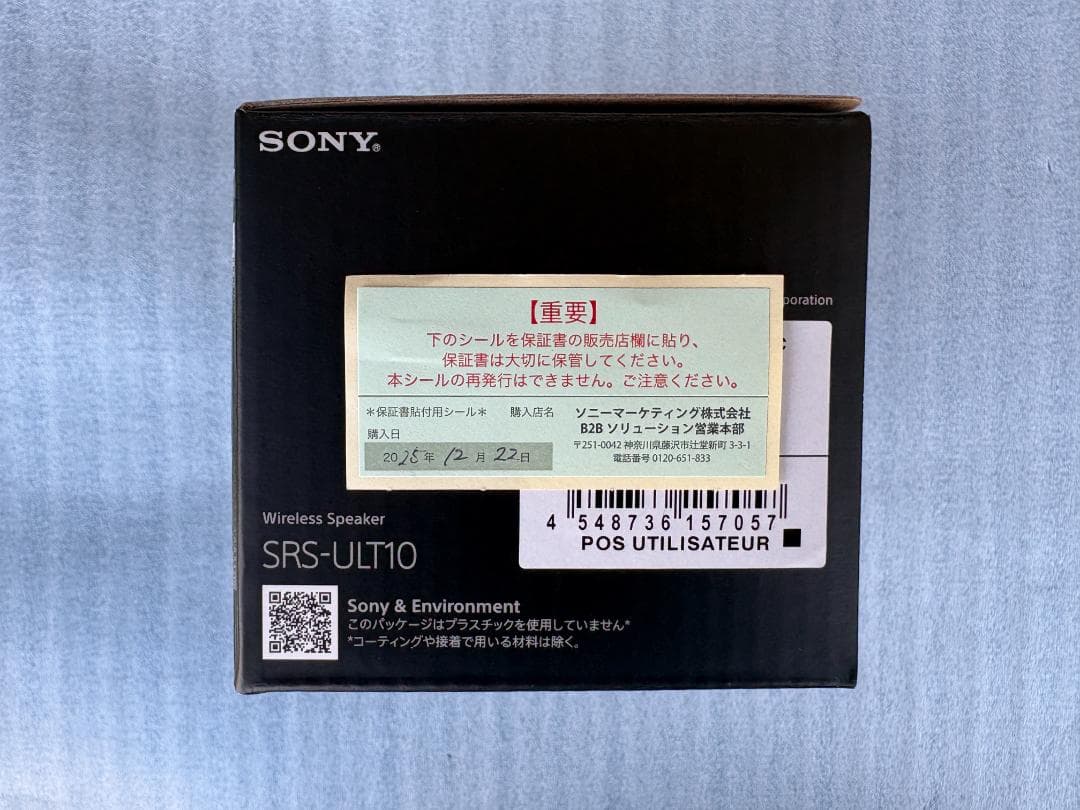 SONY®
poration
【重要】
下のシールを保証書の販売店欄に貼り、
保証書は大切に保管してください。
本シールの再発行はできません。ご注意ください。
*保証書貼付用シール* 購入店名
ソニーマーケティング株式会社
B2B ソリューション営業本部
〒251-0042 神奈川県藤沢市辻堂新町 3-3-1
電話番号 0120-651-833
購入日
2025年 12月 22日
4 548736 157057
POS UTILISATEUR
Wireless Speaker
SRS-ULT10
Sony & Environment
このパッケージはプラスチックを使用していません*
*コーティングや接着で用いる材料は除く。